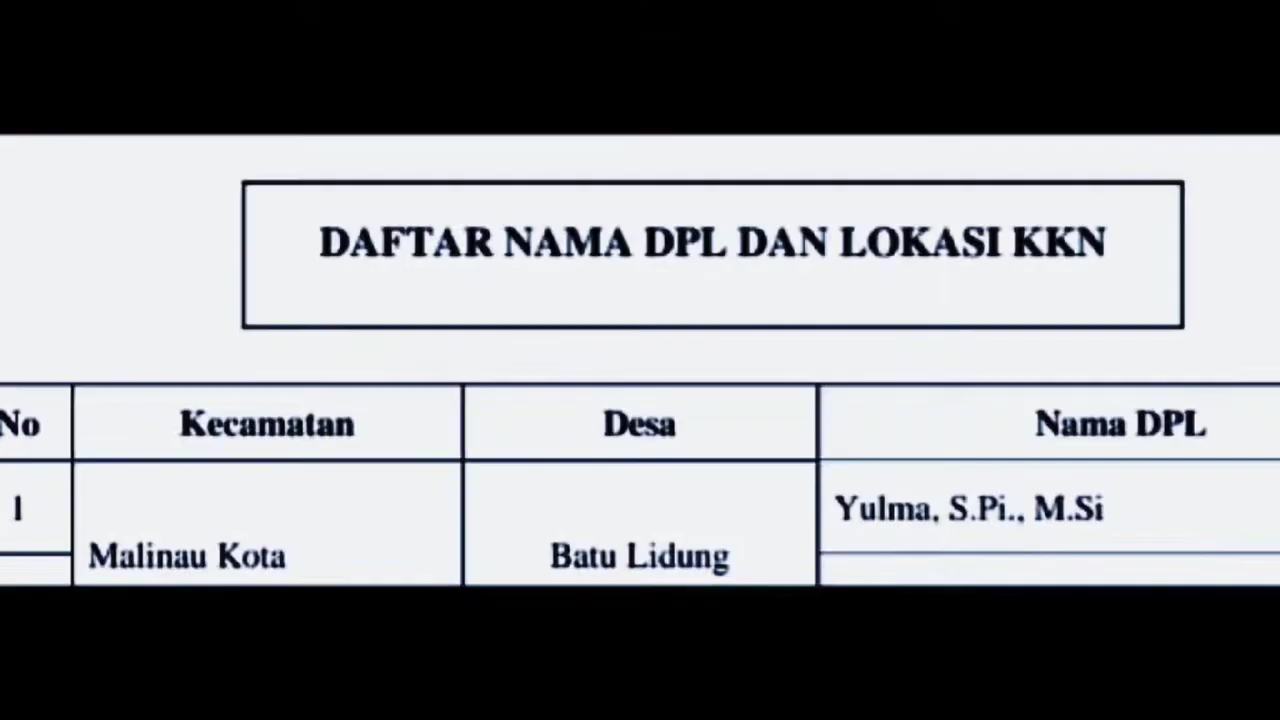 DAFTAR NAMA DPL DAN LOKASI KKN
No Kecamatan Desa Nama DPL
1 Malinau Kota Batu Lidung Yulma, S.Pi., M.Si